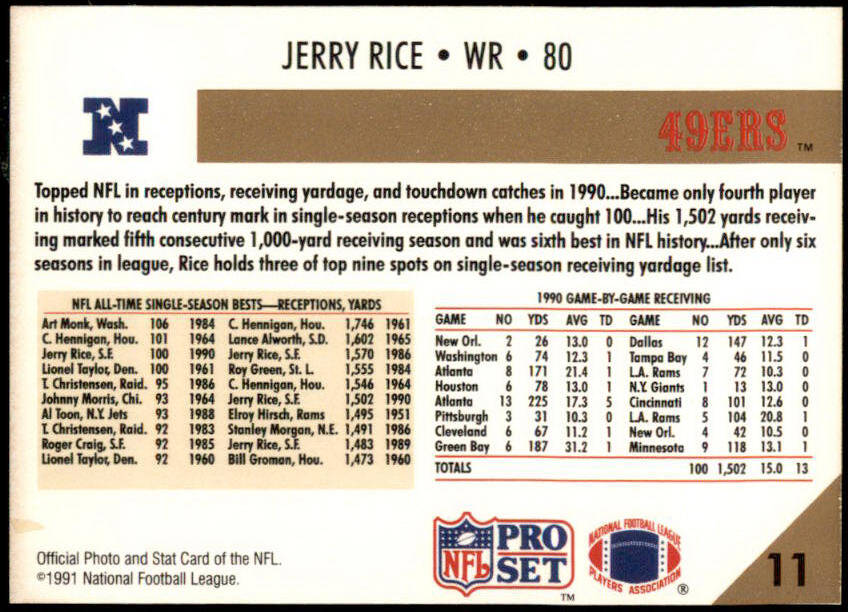 JERRY RICE • WR • 80
N
49ERS TM
Topped NFL in receptions, receiving yardage, and touchdown catches in 1990...Became only fourth player
in history to reach century mark in single-season receptions when he caught 100...His 1,502 yards receiv-
ing marked fifth consecutive 1,000-yard receiving season and was sixth best in NFL history...After only six
seasons in league, Rice holds three of top nine spots on single-season receiving yardage list.
NFL ALL-TIME SINGLE-SEASON BESTS—RECEPTIONS, YARDS
Art Monk, Wash. 106 1984 C. Hennigan, Hou. 1,746 1961
C. Hennigan, Hou. 101 1964 Lance Alworth, S.D. 1,602 1965
Jerry Rice, S.F. 100 1990 Jerry Rice, S.F. 1,570 1986
Lionel Taylor, Den. 100 1961 Roy Green, St. L. 1,555 1984
T. Christensen, Raid. 95 1986 C. Hennigan, Hou. 1,546 1964
Johnny Morris, Chi. 93 1964 Jerry Rice, S.F. 1,502 1990
Al Toon, N.Y. Jets 93 1988 Elroy Hirsch, Rams 1,495 1951
T. Christensen, Raid. 92 1983 Stanley Morgan, N.E. 1,491 1986
Roger Craig, S.F. 92 1985 Jerry Rice, S.F. 1,483 1989
Lionel Taylor, Den. 92 1960 Bill Groman, Hou. 1,473 1960
1990 GAME-BY-GAME RECEIVING
GAME NO YDS AVG TD GAME NO YDS AVG TD
New Orl. 2 26 13.0 0 Dallas 12 147 12.3 1
Washington 6 74 12.3 1 Tampa Bay 4 46 11.5 0
Atlanta 8 171 21.4 1 L.A. Rams 7 72 10.3 0
Houston 6 78 13.0 1 N.Y. Giants 1 13 13.0 0
Atlanta 13 225 17.3 5 Cincinnati 8 101 12.6 0
Pittsburgh 3 31 10.3 0 L.A. Rams 5 104 20.8 1
Cleveland 6 67 11.2 1 New Orl. 4 42 10.5 0
Green Bay 6 187 31.2 1 Minnesota 9 118 13.1 1
TOTALS 100 1,502 15.0 13
Official Photo and Stat Card of the NFL.
©1991 National Football League.
NFL PRO SET TM
NATIONAL FOOTBALL LEAGUE PLAYERS ASSOCIATION ®
11